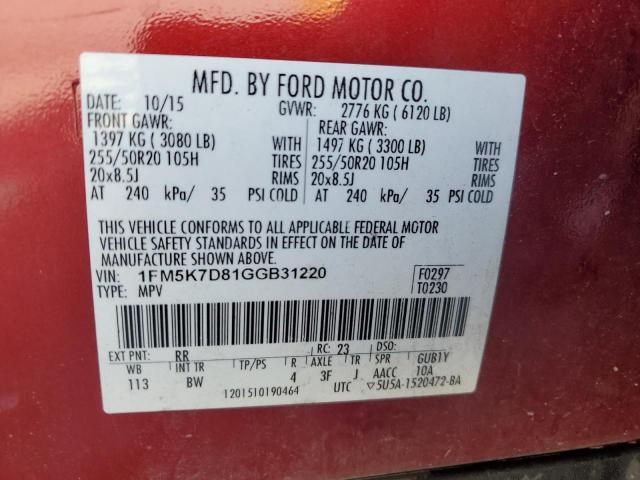 MFD. BY FORD MOTOR CO.
DATE: 10/15 GVWR: 2776 KG ( 6120 LB)
FRONT GAWR: REAR GAWR:
1397 KG ( 3080 LB) 1497 KG ( 3300 LB)
255/50R20 105H TIRES 255/50R20 105H TIRES
20x8.5J RIMS 20x8.5J RIMS
AT 240 kPa/ 35 PSI COLD AT 240 kPa/ 35 PSI COLD
THIS VEHICLE CONFORMS TO ALL APPLICABLE FEDERAL MOTOR
VEHICLE SAFETY STANDARDS IN EFFECT ON THE DATE OF
MANUFACTURE SHOWN ABOVE.
VIN: 1FM5K7D81GGB31220 F0297
TYPE: MPV T0230
EXT PNT: RR RC: 23 DSO:
WB INT TR TP/PS R AXLE TR SPR GUB1Y
113 BW 4 3F J AACC 10A
1201510190464 UTC ▽5U5A-1520472-BA